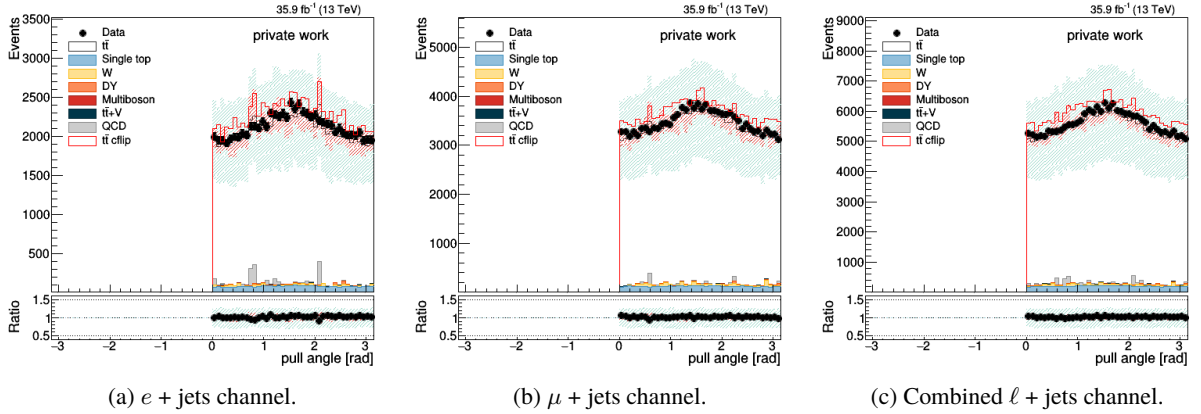 35.9 fb⁻¹ (13 TeV)
Events
3500
3000
2500
2000
1500
1000
500
Data
tt̄
Single top
W
DY
Multiboson
tt̄+V
QCD
tt̄ cflip
private work
Ratio
1.5
1
0.5
−3 −2 −1 0 1 2 3
pull angle [rad]
(a) e + jets channel.
35.9 fb⁻¹ (13 TeV)
Events
5000
4000
3000
2000
1000
Data
tt̄
Single top
W
DY
Multiboson
tt̄+V
QCD
tt̄ cflip
private work
Ratio
1.5
1
0.5
−3 −2 −1 0 1 2 3
pull angle [rad]
(b) μ + jets channel.
35.9 fb⁻¹ (13 TeV)
Events
9000
8000
7000
6000
5000
4000
3000
2000
1000
Data
tt̄
Single top
W
DY
Multiboson
tt̄+V
QCD
tt̄ cflip
private work
Ratio
1.5
1
0.5
−3 −2 −1 0 1 2 3
pull angle [rad]
(c) Combined ℓ + jets channel.